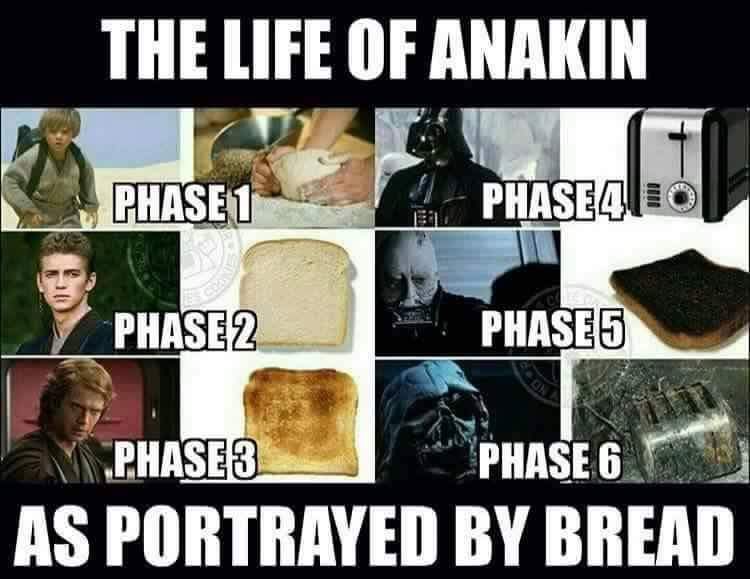 THE LIFE OF ANAKIN
PHASE 1
PHASE 4
PHASE 2
PHASE 5
PHASE 3
PHASE 6
AS PORTRAYED BY BREAD